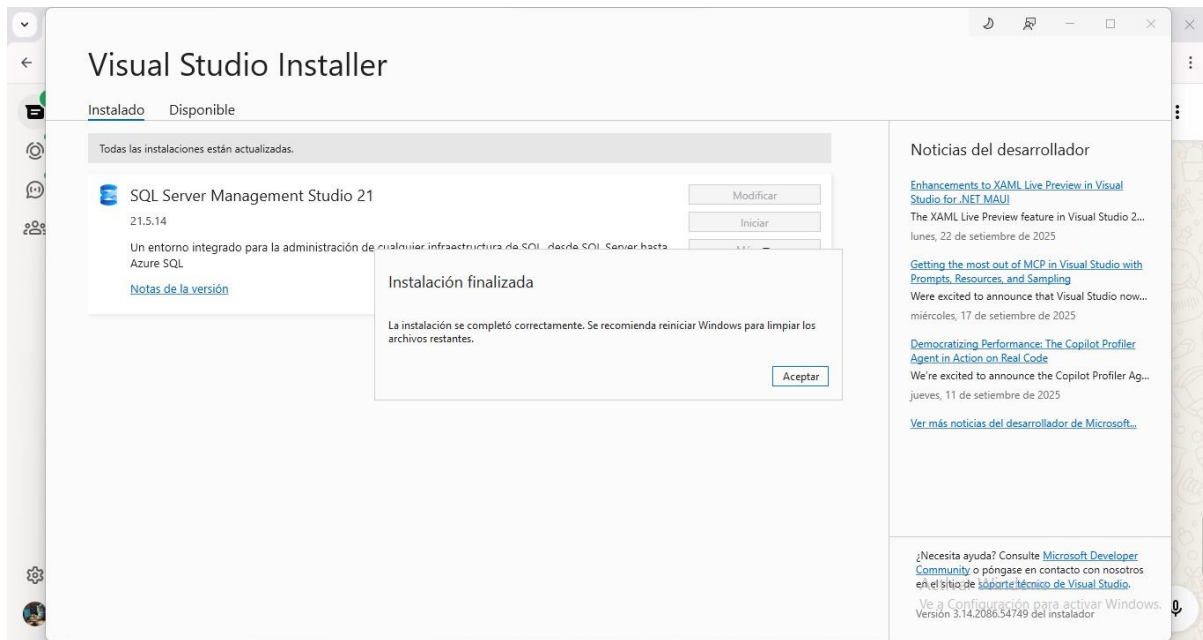 Visual Studio Installer
Instalado Disponible
Todas las instalaciones están actualizadas.
SQL Server Management Studio 21
21.5.14
Un entorno integrado para la administración de cualquier infraestructura de SQL, desde SQL Server hasta
Azure SQL
Notas de la versión
Modificar
Iniciar
Instalación finalizada
La instalación se completó correctamente. Se recomienda reiniciar Windows para limpiar los
archivos restantes.
Aceptar
Noticias del desarrollador
Enhancements to XAML Live Preview in Visual
Studio for .NET MAUI
The XAML Live Preview feature in Visual Studio 2...
lunes, 22 de setiembre de 2025
Getting the most out of MCP in Visual Studio with
Prompts, Resources, and Sampling
Were excited to announce that Visual Studio now...
miércoles, 17 de setiembre de 2025
Democratizing Performance: The Copilot Profiler
Agent in Action on Real Code
We're excited to announce the Copilot Profiler Ag...
jueves, 11 de setiembre de 2025
Ver más noticias del desarrollador de Microsoft...
¿Necesita ayuda? Consulte Microsoft Developer
Community o póngase en contacto con nosotros
en el sitio de soporte técnico de Visual Studio.
Activar Windows
Ve a Configuración para activar Windows.
Versión 3.14.2086.54749 del instalador